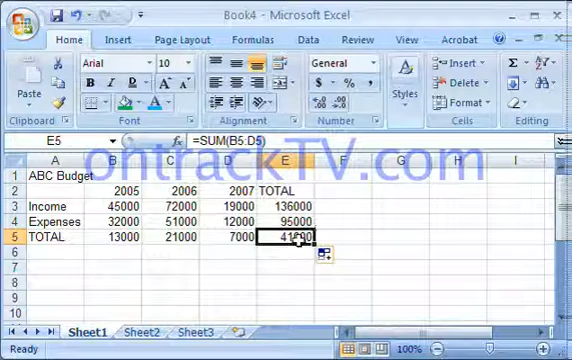 Book4 - Microsoft Excel
Home Insert Page Layout Formulas Data View Acrobat
Arial 10 General Insert
B I U A A $ % , Delete
Paste Styles Format
Clipboard Font Alignment Number Cells Editing
E5 fx =SUM(B5:D5)
ontrackTV.com
A B C D E F G H I
1 ABC Budget
2 2005 2006 2007 TOTAL
3 Income 45000 72000 19000 136000
4 Expenses 32000 51000 12000 95000
5 TOTAL 13000 21000 7000
6
7
8
9
10
Sheet1 Sheet2 Sheet3
Ready 100%